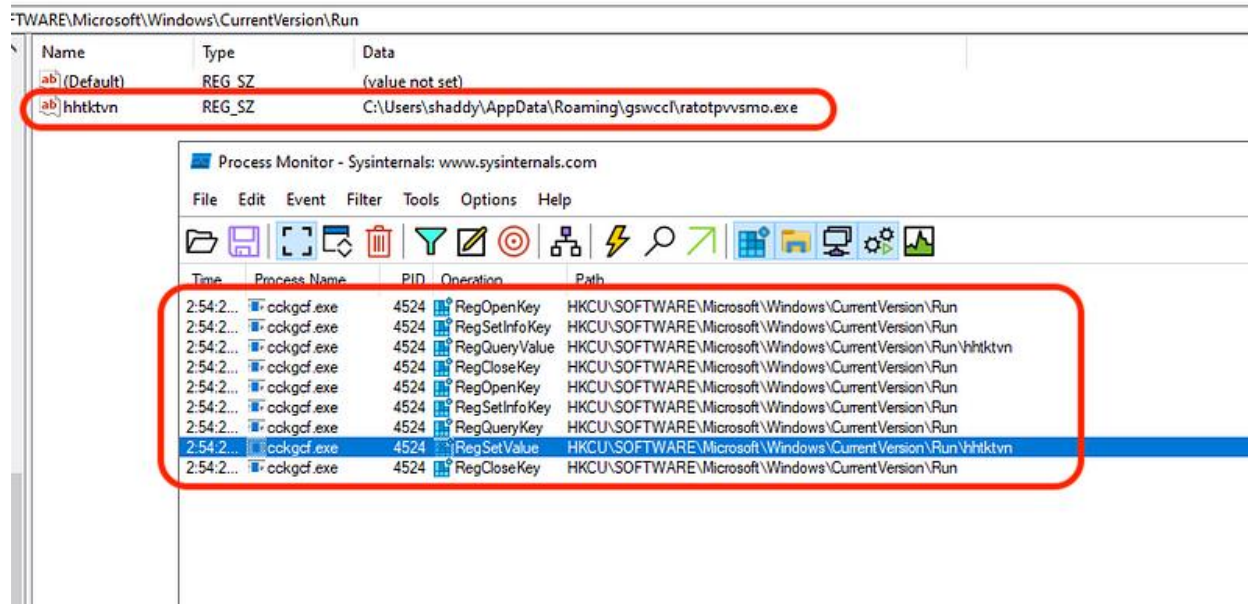 TWARE\Microsoft\Windows\CurrentVersion\Run
Name Type Data
ab (Default) REG_SZ (value not set)
ab hhtktvn REG_SZ C:\Users\shaddy\AppData\Roaming\gswccl\ratotpvvsmo.exe
Process Monitor - Sysinternals: www.sysinternals.com
File Edit Event Filter Tools Options Help
Time Process Name PID Operation Path
2:54:2... cckgcf.exe 4524 RegOpenKey HKCU\SOFTWARE\Microsoft\Windows\CurrentVersion\Run
2:54:2... cckgcf.exe 4524 RegSetInfoKey HKCU\SOFTWARE\Microsoft\Windows\CurrentVersion\Run
2:54:2... cckgcf.exe 4524 RegQueryValue HKCU\SOFTWARE\Microsoft\Windows\CurrentVersion\Run\hhtktvn
2:54:2... cckgcf.exe 4524 RegCloseKey HKCU\SOFTWARE\Microsoft\Windows\CurrentVersion\Run
2:54:2... cckgcf.exe 4524 RegOpenKey HKCU\SOFTWARE\Microsoft\Windows\CurrentVersion\Run
2:54:2... cckgcf.exe 4524 RegSetInfoKey HKCU\SOFTWARE\Microsoft\Windows\CurrentVersion\Run
2:54:2... cckgcf.exe 4524 RegQueryKey HKCU\SOFTWARE\Microsoft\Windows\CurrentVersion\Run
2:54:2... cckgcf.exe 4524 RegSetValue HKCU\SOFTWARE\Microsoft\Windows\CurrentVersion\Run\hhtktvn
2:54:2... cckgcf.exe 4524 RegCloseKey HKCU\SOFTWARE\Microsoft\Windows\CurrentVersion\Run